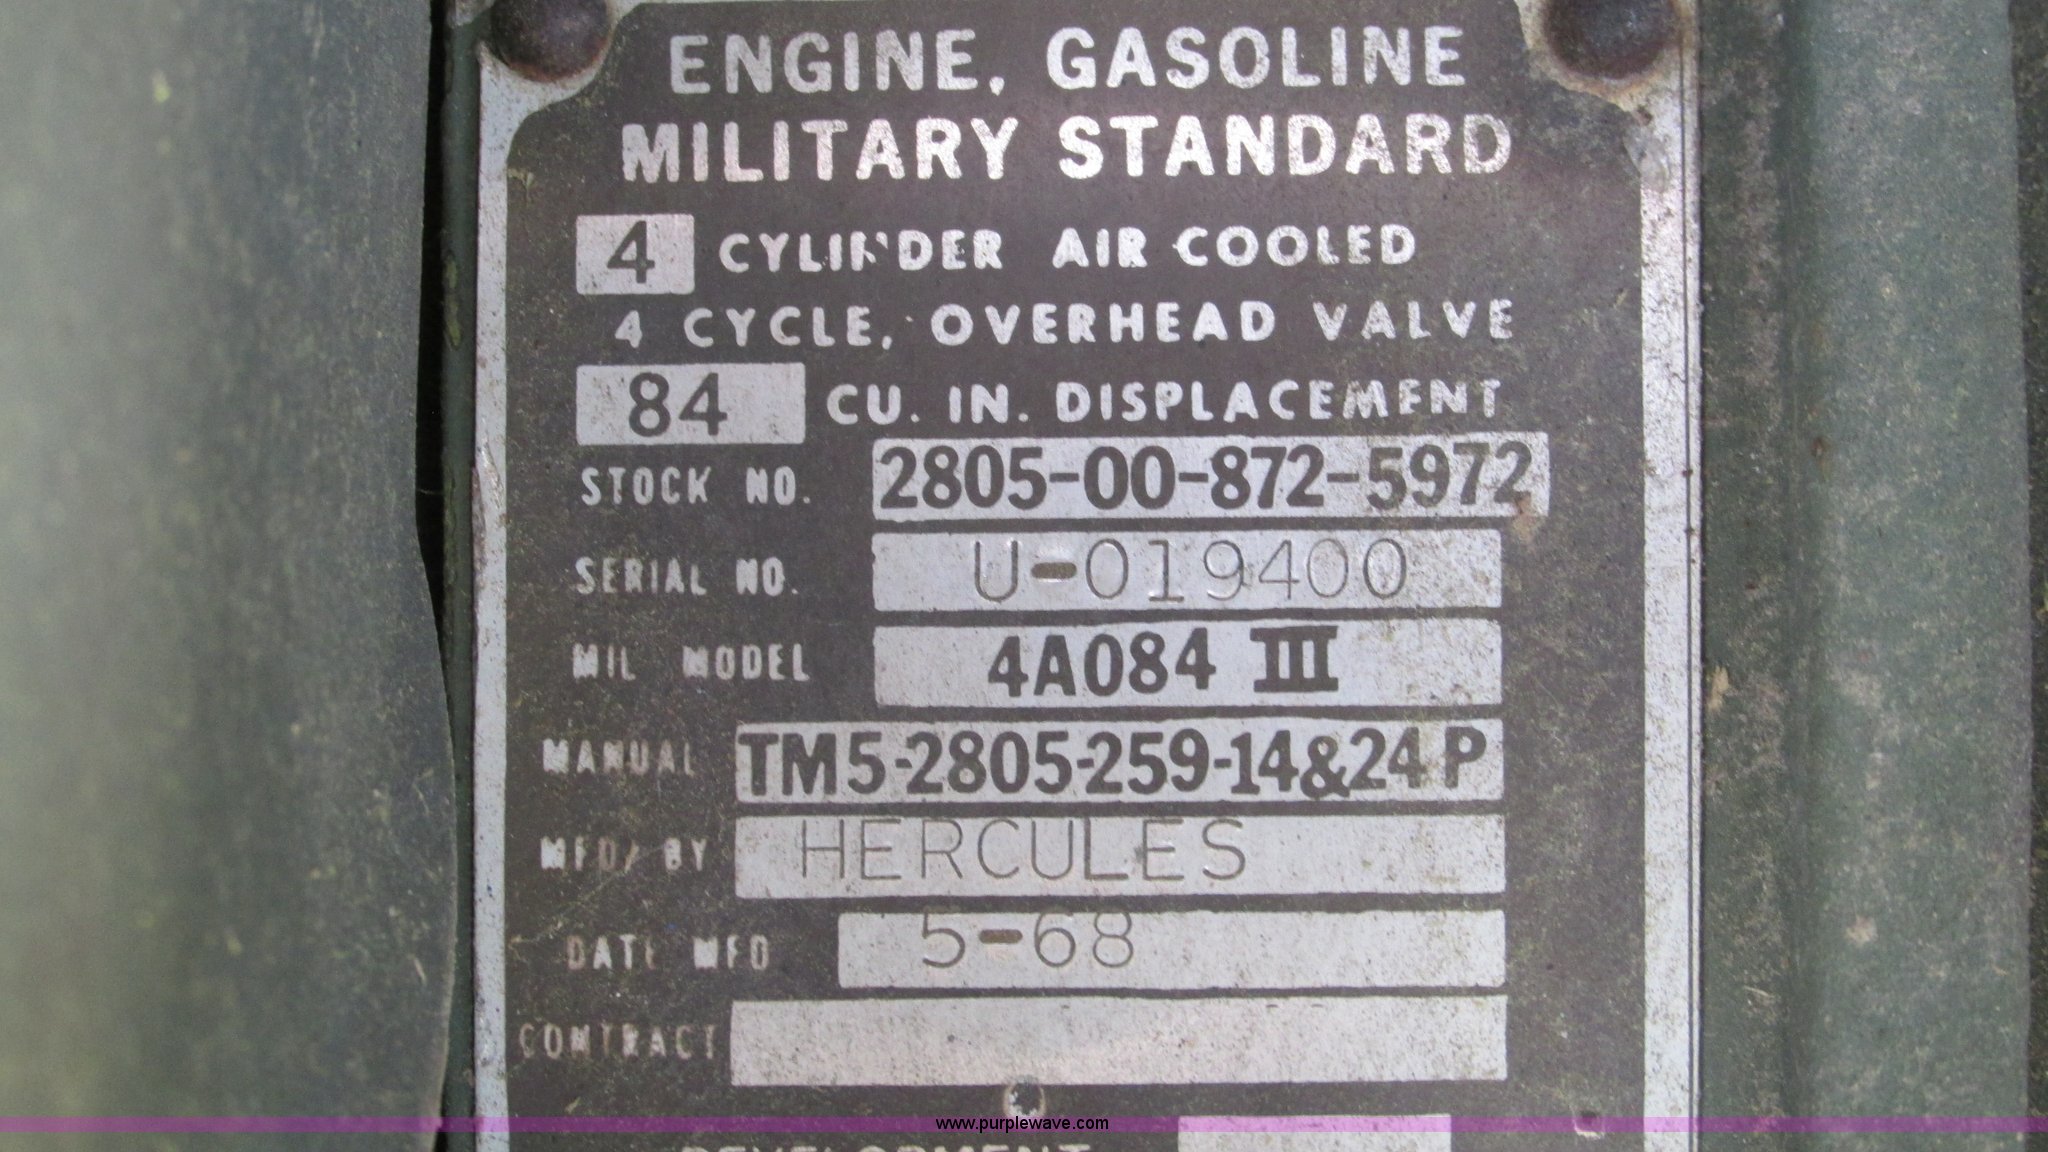 ENGINE, GASOLINE
MILITARY STANDARD
4 CYLINDER AIR COOLED
4 CYCLE, OVERHEAD VALVE
84 CU. IN. DISPLACEMENT
STOCK NO. 2805-00-872-5972
SERIAL NO. U-019400
MIL MODEL 4A084 III
MANUAL TM5-2805-259-14&24P
MFD/BY HERCULES
DATE MFD 5-68
CONTRACT
www.purplewave.com
DEVELOPMENT